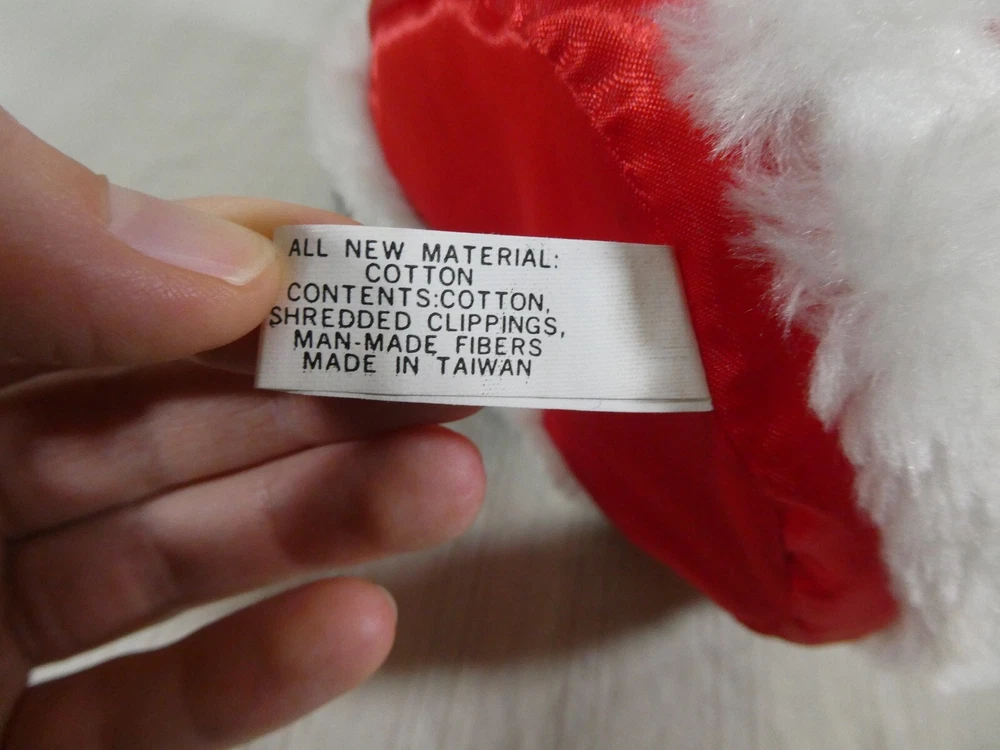 ALL NEW MATERIAL:
COTTON
CONTENTS:COTTON,
SHREDDED CLIPPINGS,
MAN-MADE FIBERS
MADE IN TAIWAN